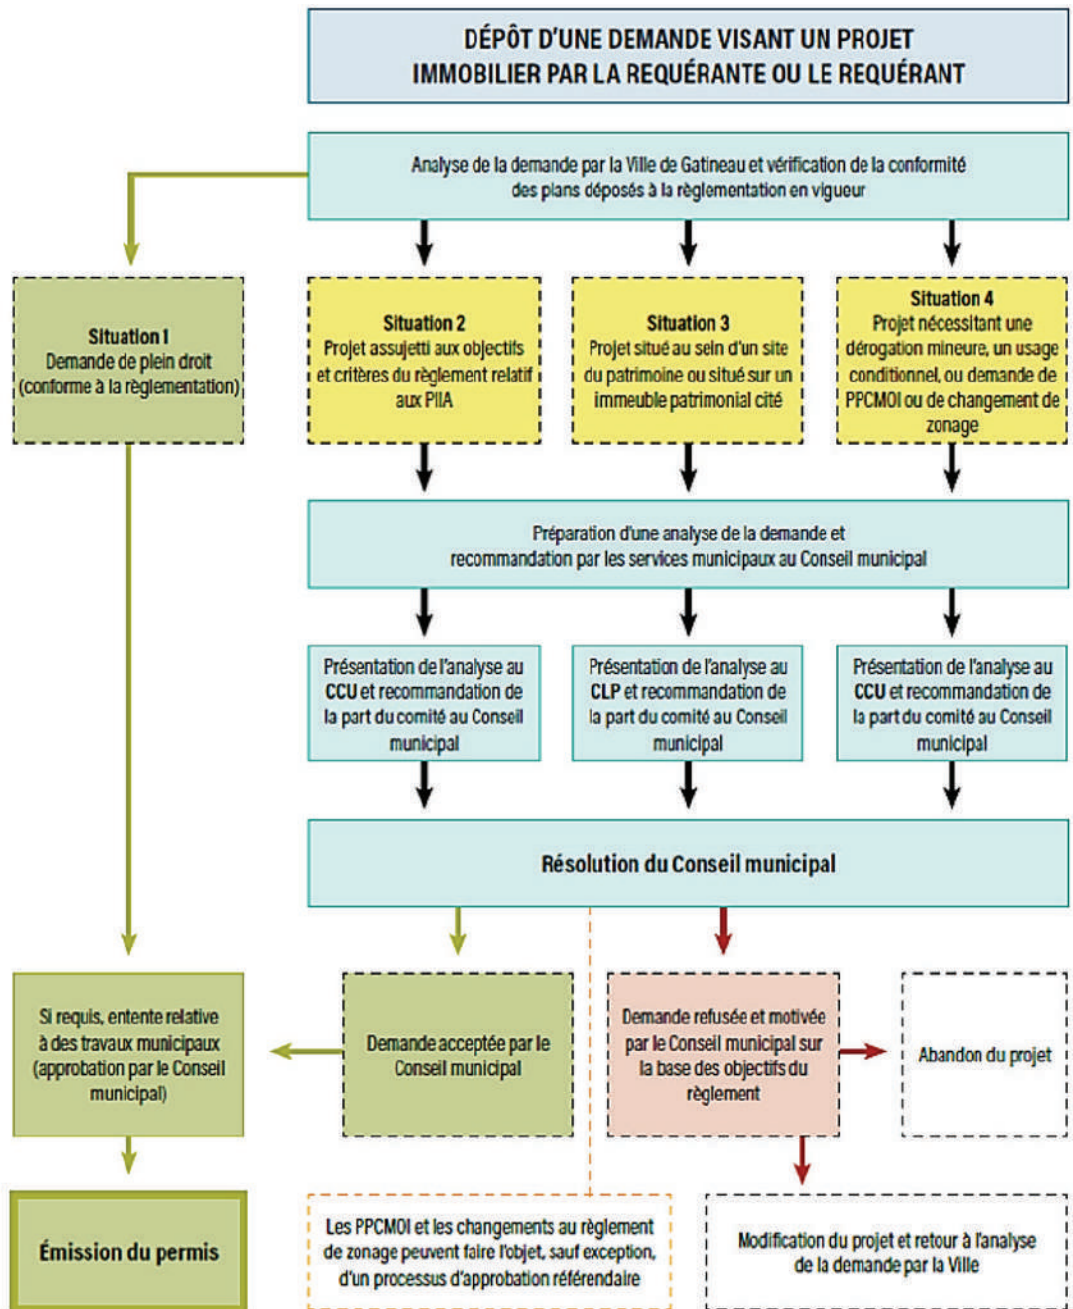 DÉPÔT D'UNE DEMANDE VISANT UN PROJET
IMMOBILIER PAR LA REQUÉRANTE OU LE REQUÉRANT
Analyse de la demande par la Ville de Gatineau et vérification de la conformité
des plans déposés à la règlementation en vigueur
Situation 1
Demande de plein droit
(conforme à la règlementation)
Situation 2
Projet assujetti aux objectifs
et critères du règlement relatif
aux PIIA
Situation 3
Projet situé au sein d'un site
du patrimoine ou situé sur un
immeuble patrimonial cité
Situation 4
Projet nécessitant une
dérogation mineure, un usage
conditionnel, ou demande de
PPCMOI ou de changement de
zonage
Préparation d'une analyse de la demande et
recommandation par les services municipaux au Conseil municipal
Présentation de l'analyse au
CCU et recommandation de
la part du comité au Conseil
municipal
Présentation de l'analyse au
CLP et recommandation de
la part du comité au Conseil
municipal
Présentation de l'analyse au
CCU et recommandation de
la part du comité au Conseil
municipal
Résolution du Conseil municipal
Si requis, entente relative
à des travaux municipaux
(approbation par le Conseil
municipal)
Demande acceptée par le
Conseil municipal
Demande refusée et motivée
par le Conseil municipal sur
la base des objectifs du
règlement
Abandon du projet
Émission du permis
Les PPCMOI et les changements au règlement
de zonage peuvent faire l'objet, sauf exception,
d'un processus d'approbation référendaire
Modification du projet et retour à l'analyse
de la demande par la Ville